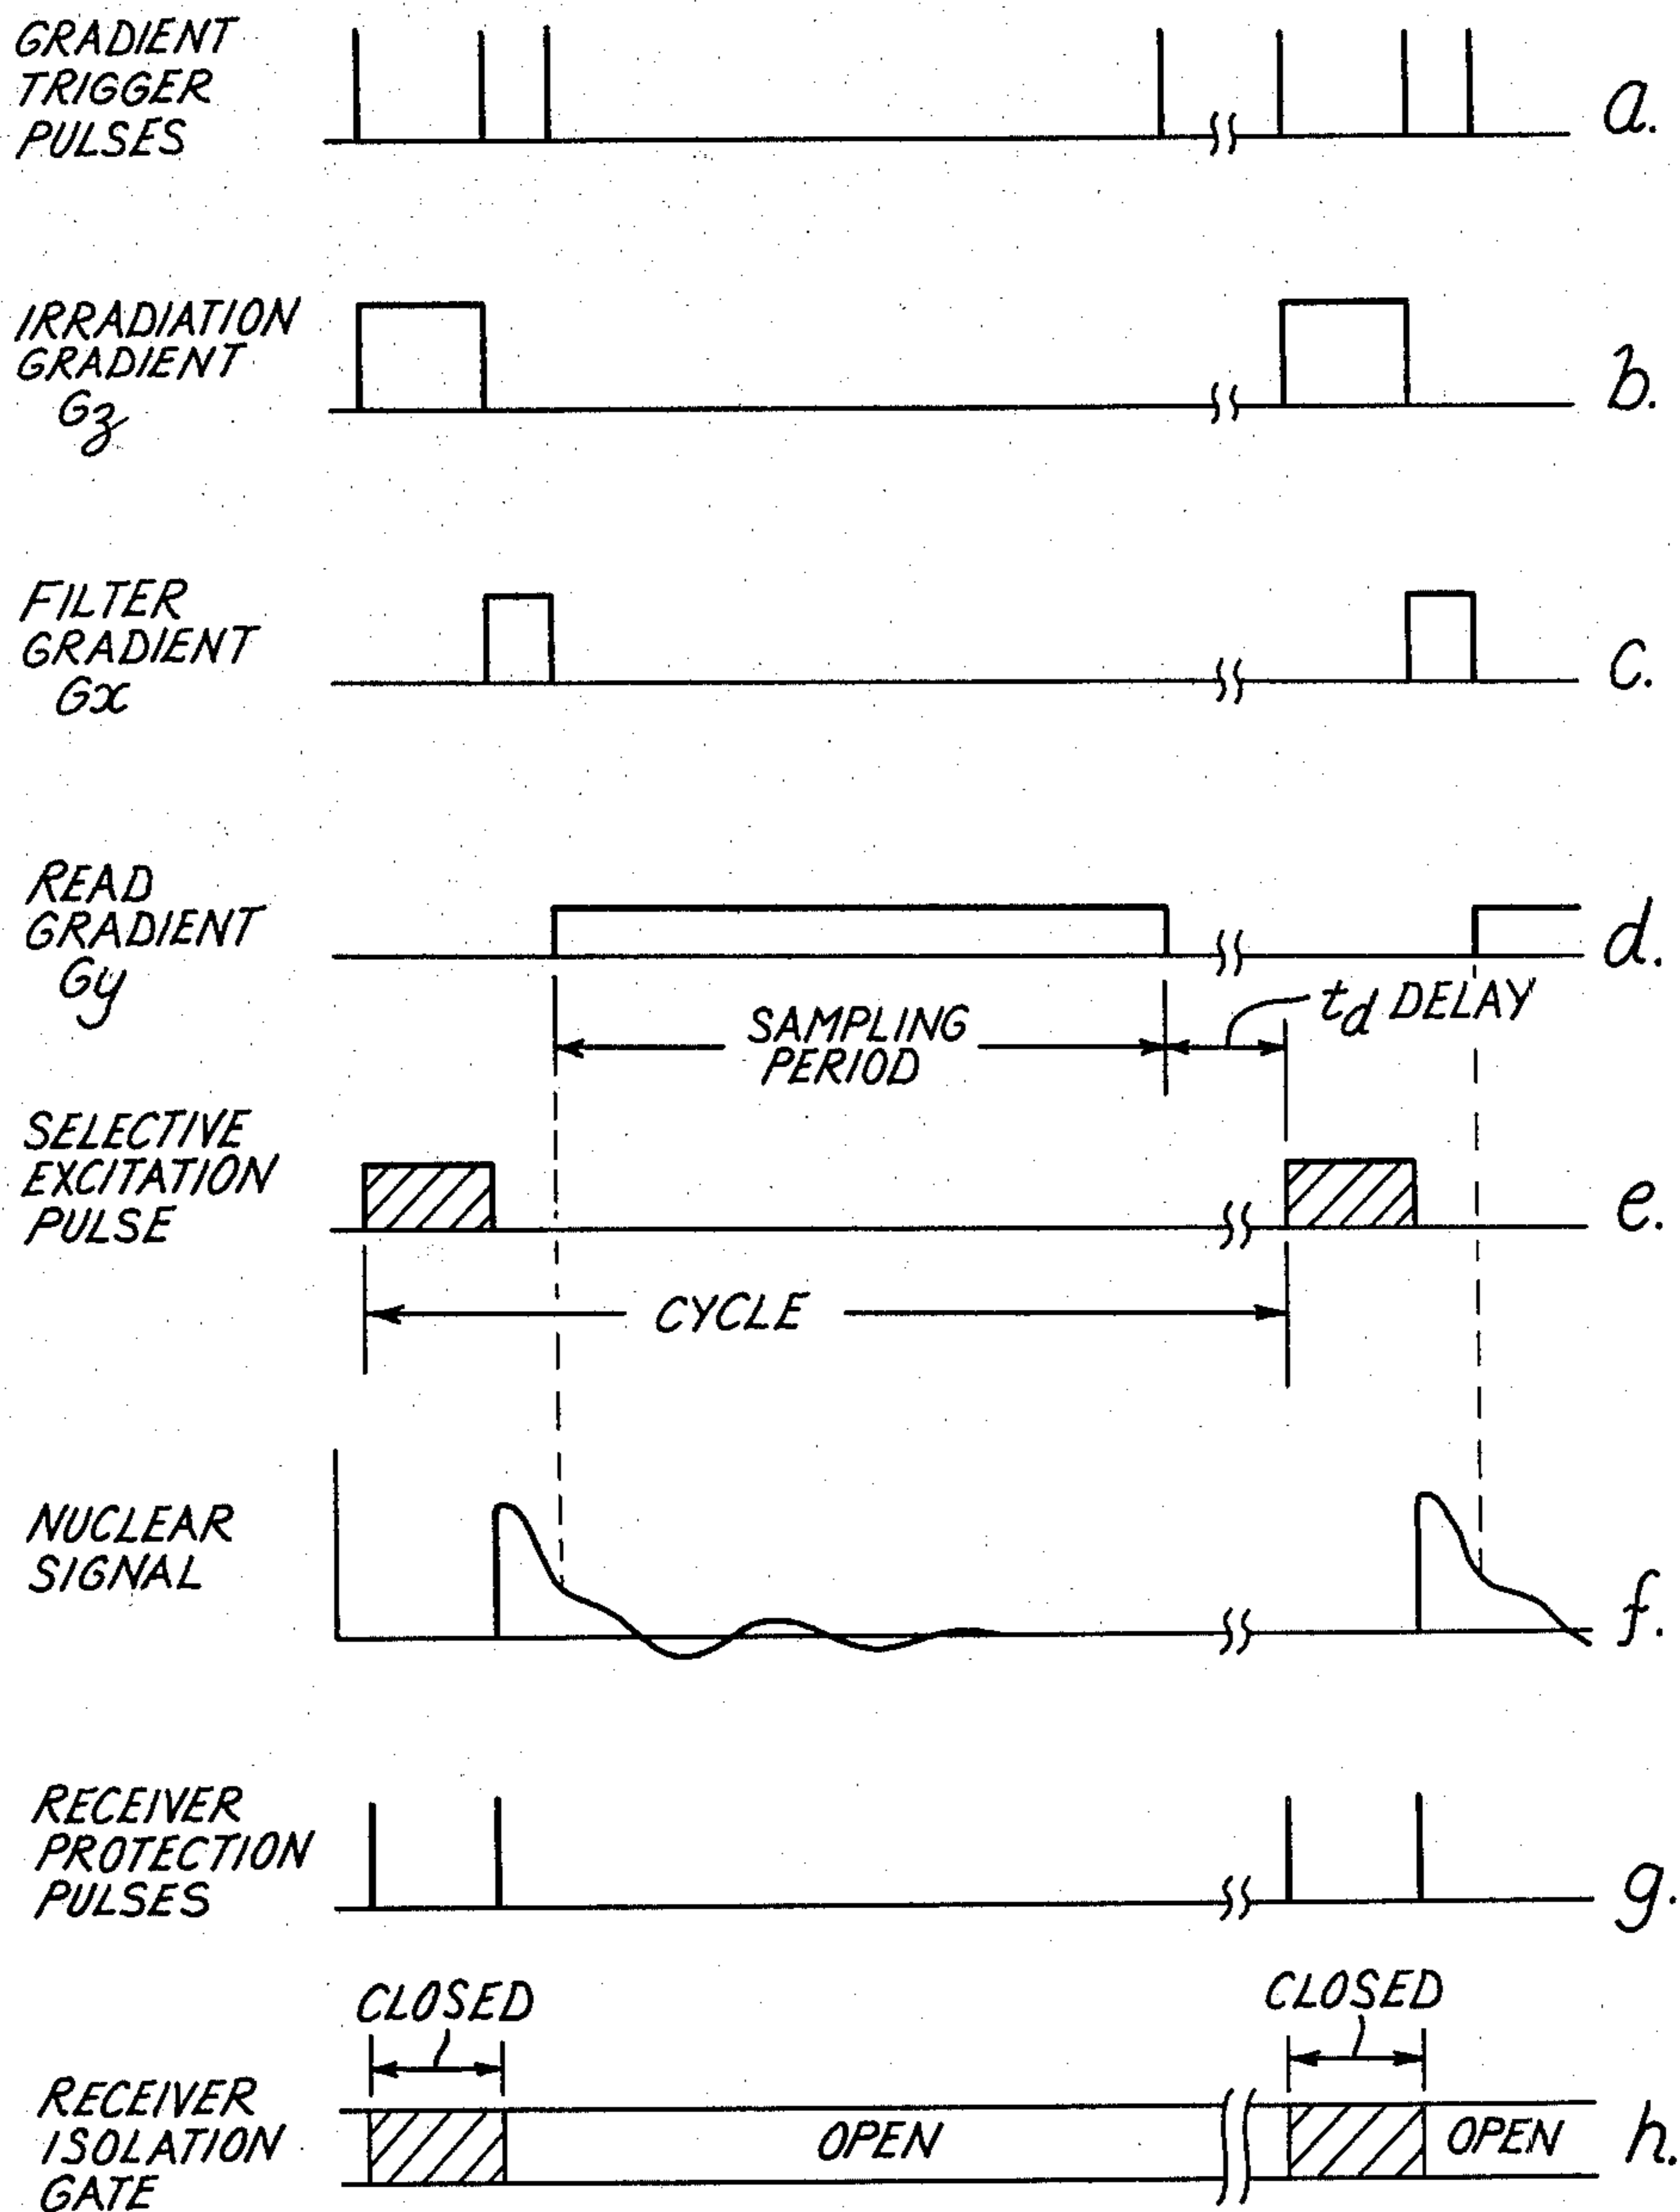 GRADIENT
TRIGGER
PULSES
a.
IRRADIATION
GRADIENT
Gz
b.
FILTER
GRADIENT
Gx
c.
READ
GRADIENT
Gy
d.
SAMPLING
PERIOD
td DELAY
SELECTIVE
EXCITATION
PULSE
e.
CYCLE
NUCLEAR
SIGNAL
f.
RECEIVER
PROTECTION
PULSES
g.
CLOSED
CLOSED
RECEIVER
ISOLATION
GATE
OPEN
OPEN
h.